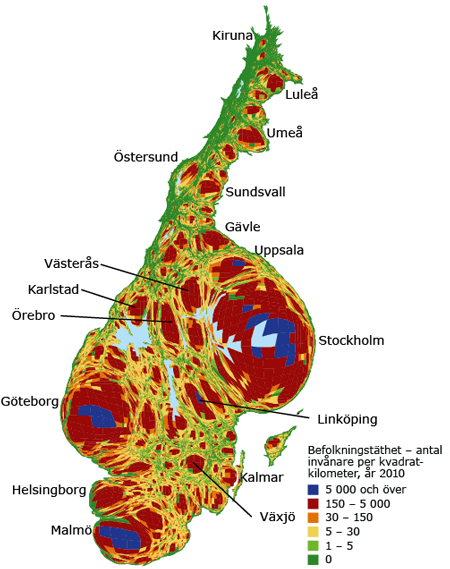 Kiruna
Luleå
Umeå
Östersund
Sundsvall
Gävle
Uppsala
Västerås
Karlstad
Örebro
Stockholm
Göteborg
Linköping
Kalmar
Helsingborg
Växjö
Malmö
Befolkningstäthet – antal
invånare per kvadrat-
kilometer, år 2010
5 000 och över
150 – 5 000
30 – 150
5 – 30
1 – 5
0